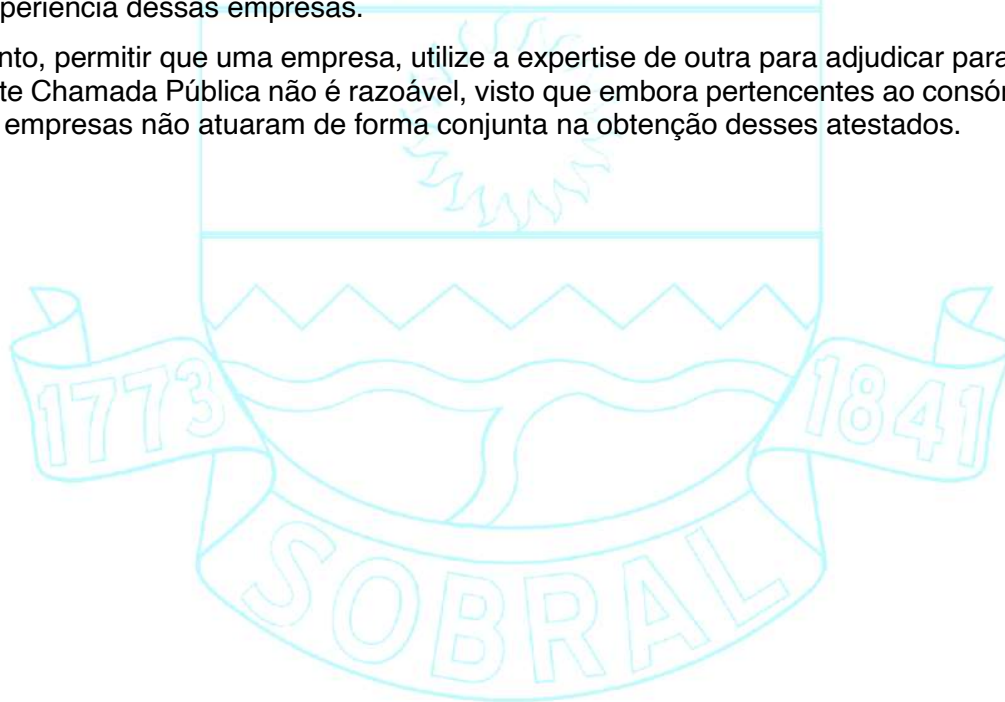 periência dessas empresas.
nto, permitir que uma empresa, utilize a expertise de outra para adjudicar para
te Chamada Pública não é razoável, visto que embora pertencentes ao consór
empresas não atuaram de forma conjunta na obtenção desses atestados.
1773
1841
SOBRAL